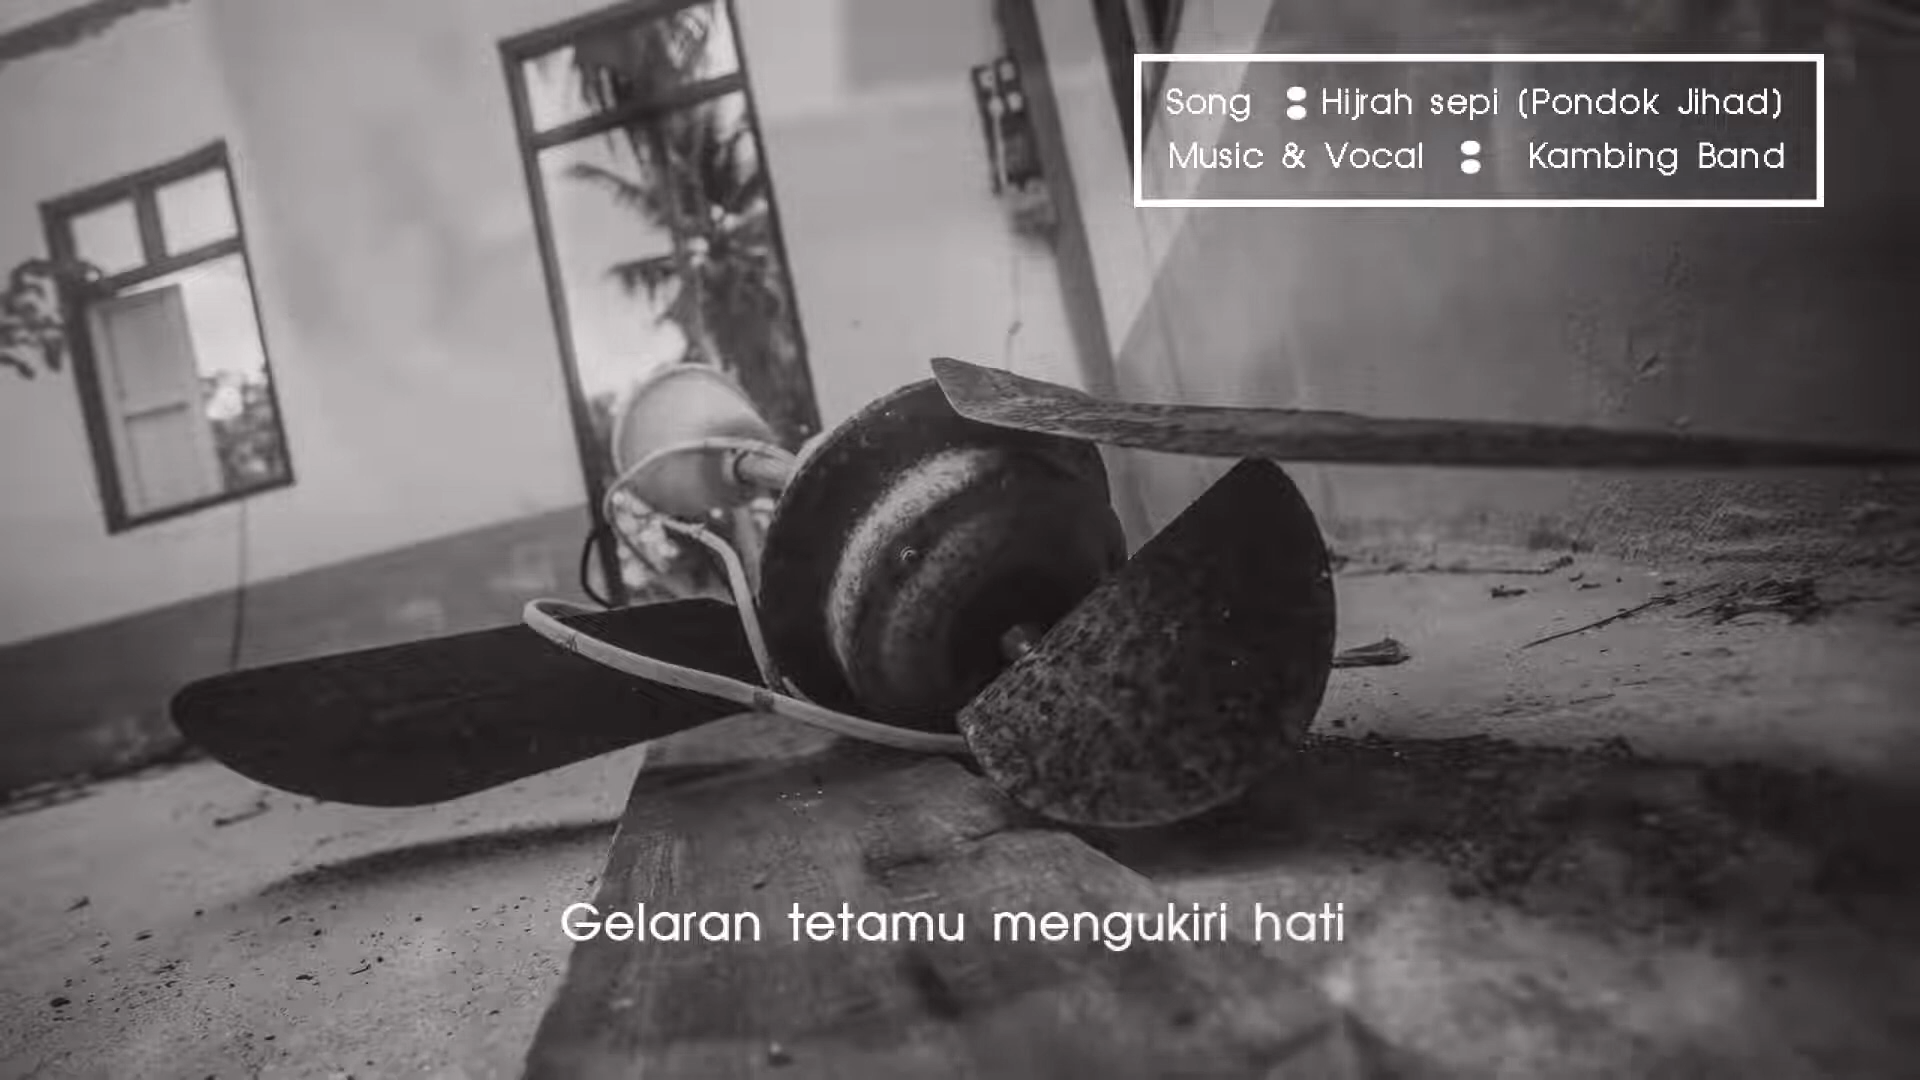 Song : Hijrah sepi (Pondok Jihad)
Music & Vocal : Kambing Band
Gelaran tetamu mengukiri hati